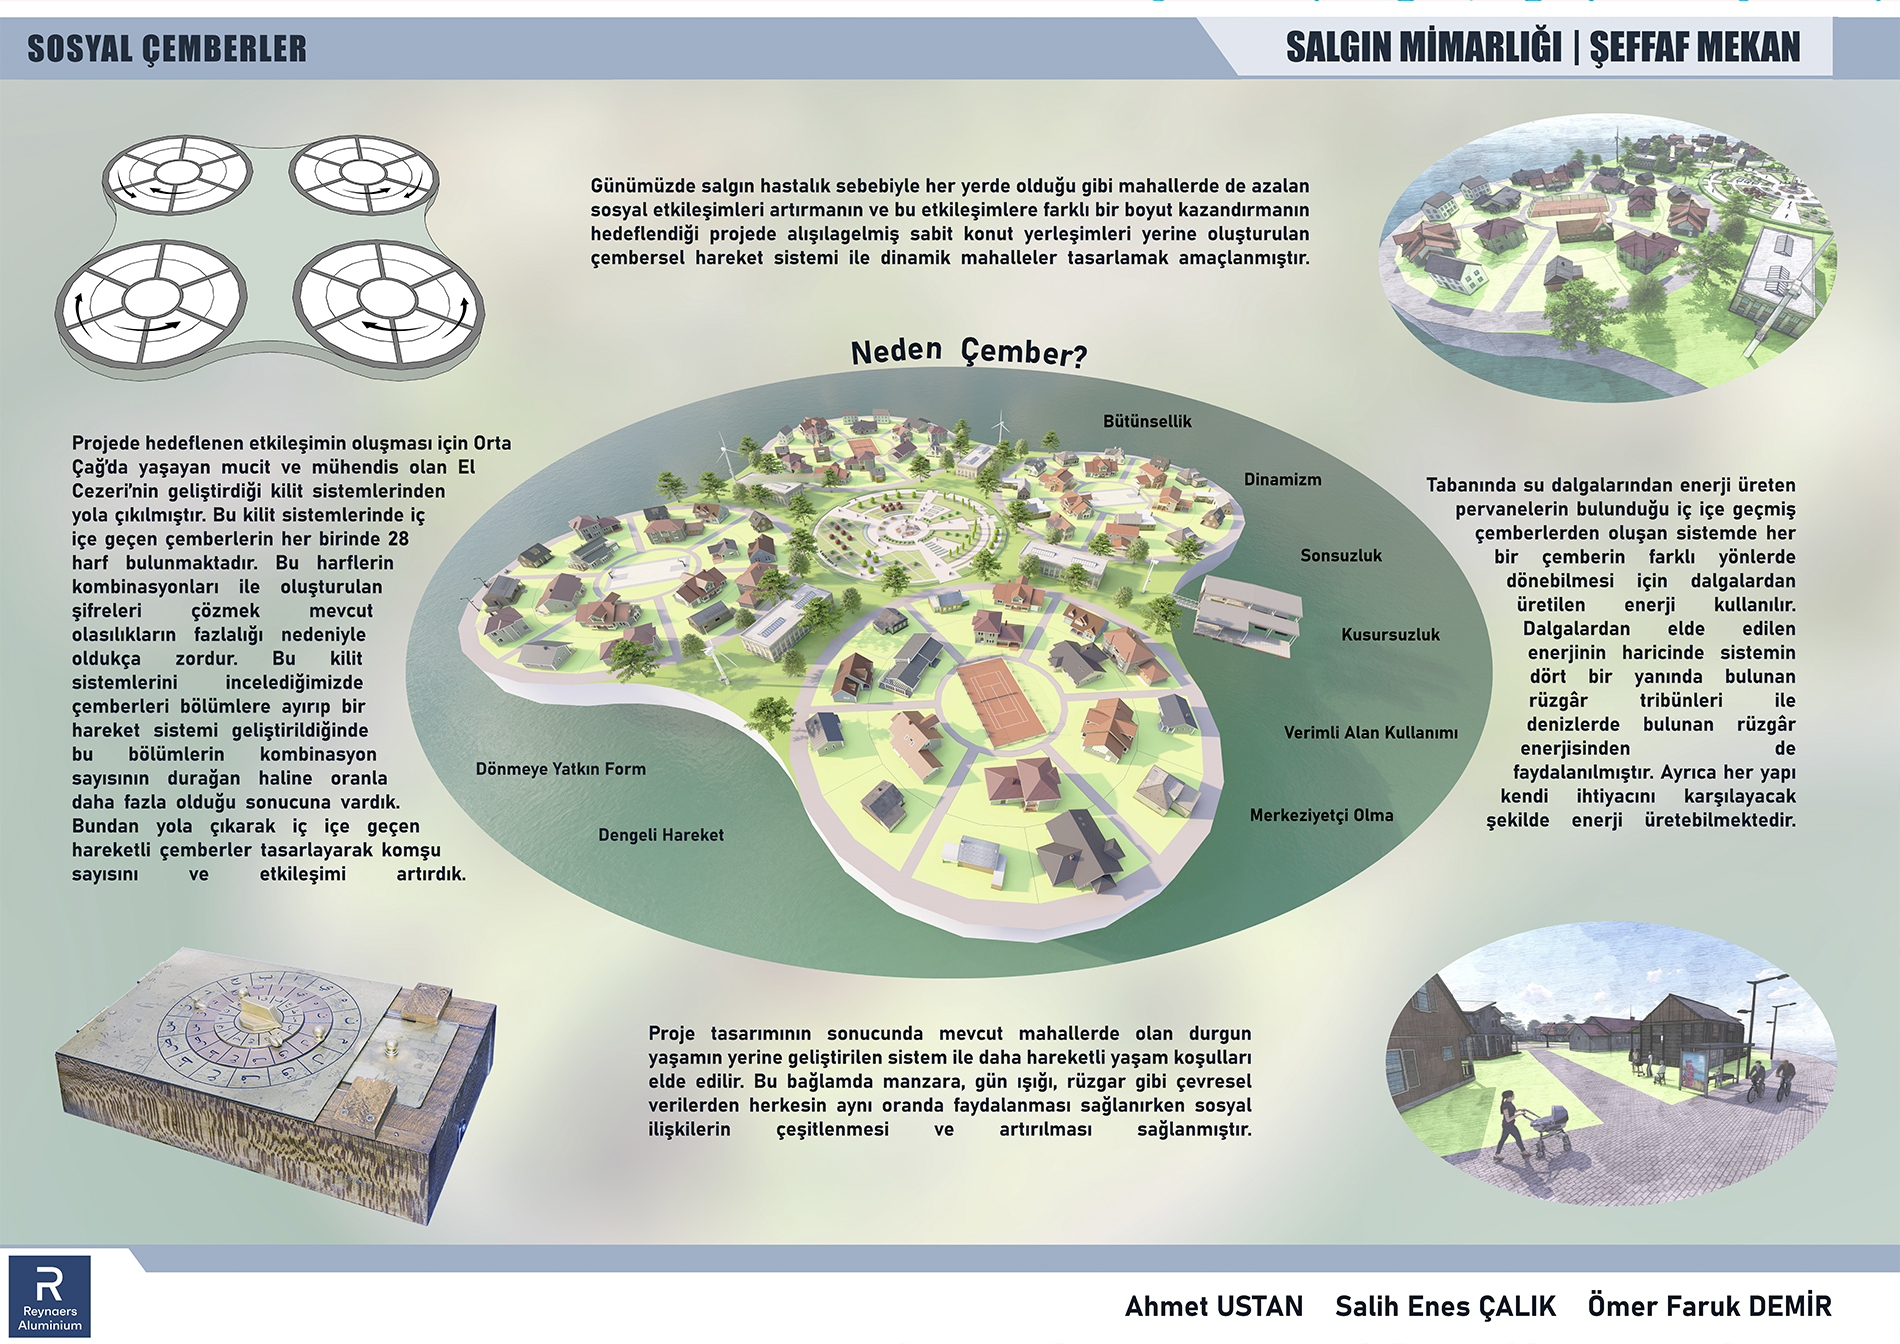 SOSYAL ÇEMBERLER
SALGIN MİMARLIĞI | ŞEFFAF MEKAN
Günümüzde salgın hastalık sebebiyle her yerde olduğu gibi mahallerde de azalan
sosyal etkileşimleri artırmanın ve bu etkileşimlere farklı bir boyut kazandırmanın
hedeflendiği projede alışılagelmiş sabit konut yerleşimleri yerine oluşturulan
çembersel hareket sistemi ile dinamik mahalleler tasarlamak amaçlanmıştır.
Neden Çember?
Bütünsellik
Dinamizm
Sonsuzluk
Kusursuzluk
Verimli Alan Kullanımı
Merkeziyetçi Olma
Dönmeye Yatkın Form
Dengeli Hareket
Projede hedeflenen etkileşimin oluşması için Orta
Çağ'da yaşayan mucit ve mühendis olan El
Cezeri'nin geliştirdiği kilit sistemlerinden
yola çıkılmıştır. Bu kilit sistemlerinde iç
içe geçen çemberlerin her birinde 28
harf bulunmaktadır. Bu harflerin
kombinasyonları ile oluşturulan
şifreleri çözmek mevcut
olasılıkların fazlalığı nedeniyle
oldukça zordur. Bu kilit
sistemlerini incelediğimizde
çemberleri bölümlere ayırıp bir
hareket sistemi geliştirildiğinde
bu bölümlerin kombinasyon
sayısının durağan haline oranla
daha fazla olduğu sonucuna vardık.
Bundan yola çıkarak iç içe geçen
hareketli çemberler tasarlayarak komşu
sayısını ve etkileşimi artırdık.
Tabanında su dalgalarından enerji üreten
pervanelerin bulunduğu iç içe geçmiş
çemberlerden oluşan sistemde her
bir çemberin farklı yönlerde
dönebilmesi için dalgalardan
üretilen enerji kullanılır.
Dalgalardan elde edilen
enerjinin haricinde sistemin
dört bir yanında bulunan
rüzgâr tribünleri ile
denizlerde bulunan rüzgâr
enerjisinden de
faydalanılmıştır. Ayrıca her yapı
kendi ihtiyacını karşılayacak
şekilde enerji üretebilmektedir.
Proje tasarımının sonucunda mevcut mahallerde olan durgun
yaşamın yerine geliştirilen sistem ile daha hareketli yaşam koşulları
elde edilir. Bu bağlamda manzara, gün ışığı, rüzgar gibi çevresel
verilerden herkesin aynı oranda faydalanması sağlanırken sosyal
ilişkilerin çeşitlenmesi ve artırılması sağlanmıştır.
R
Reynaers
Aluminium
Ahmet USTAN Salih Enes ÇALIK Ömer Faruk DEMİR